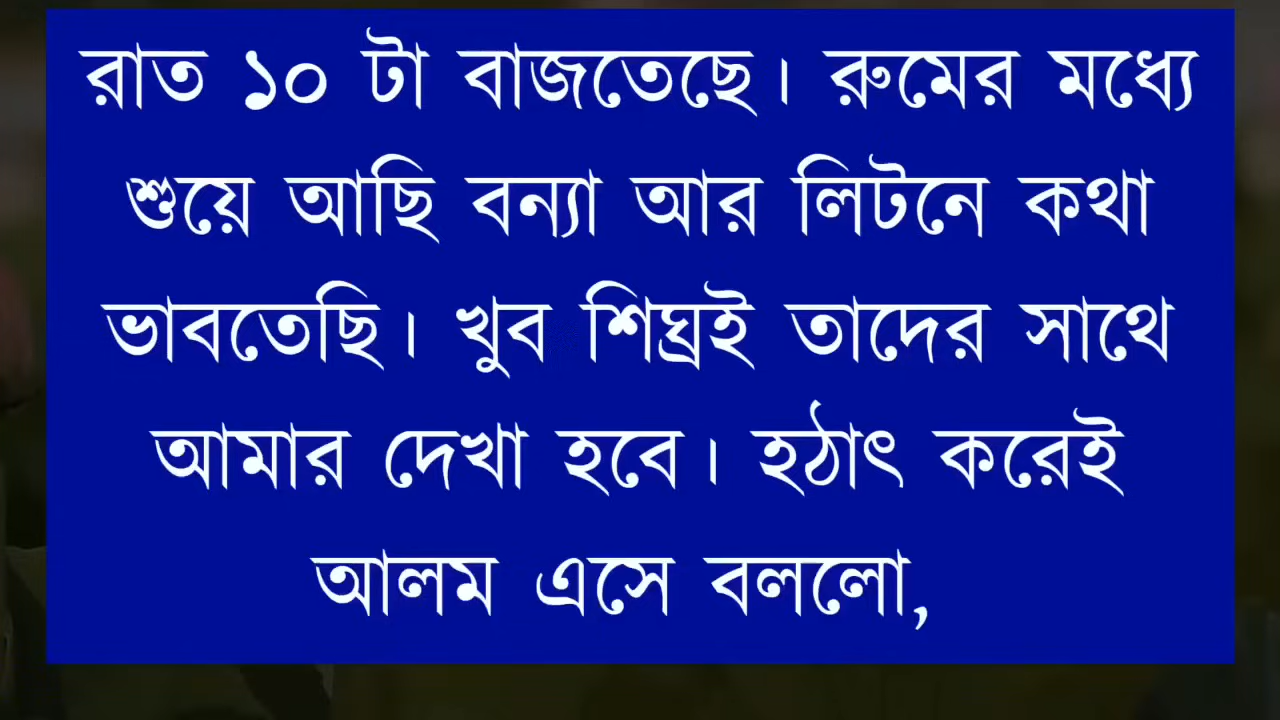 রাত ১০ টা বাজতেছে। রুমের মধ্যে
শুয়ে আছি বন্যা আর লিটনে কথা
ভাবতেছি। খুব শিঘ্রই তাদের সাথে
আমার দেখা হবে। হঠাৎ করেই
আলম এসে বললো,